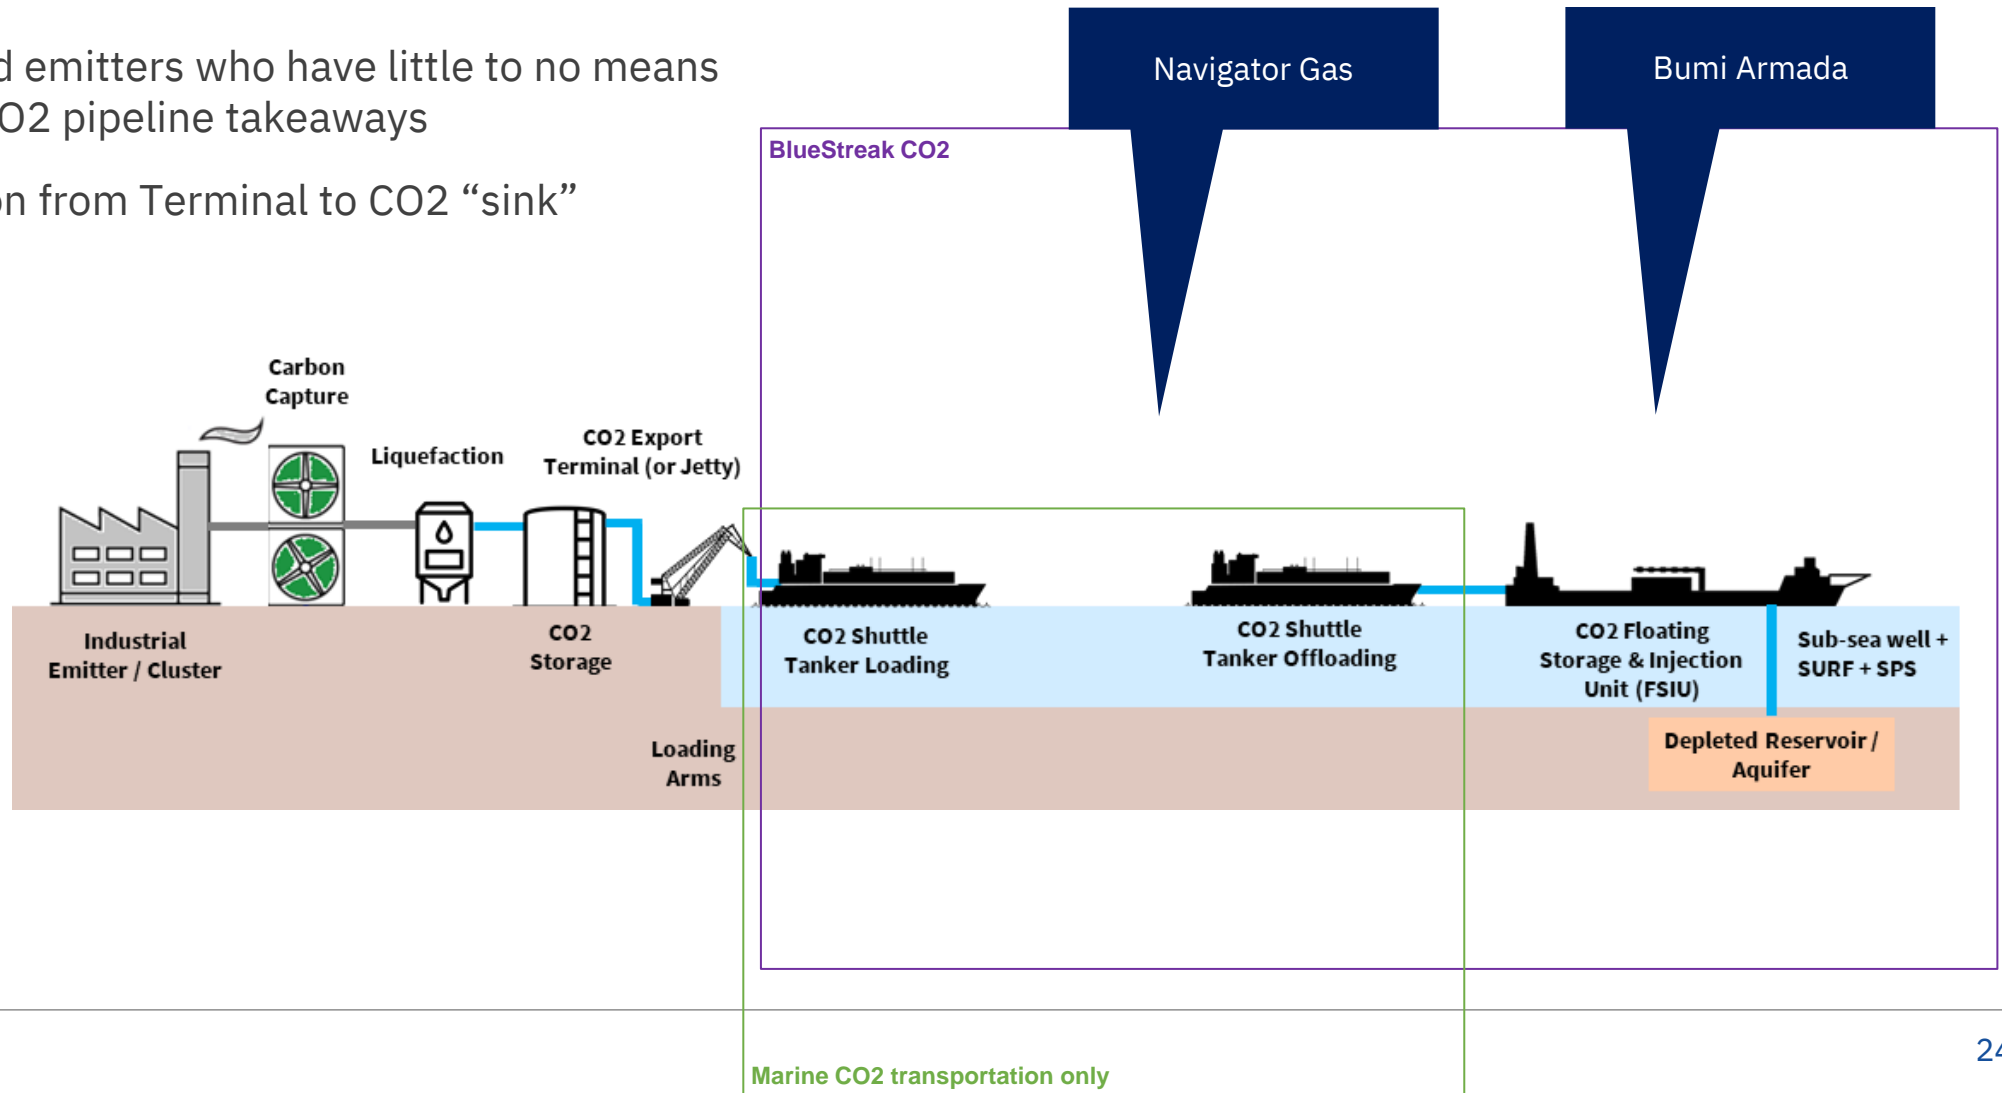 d emitters who have little to no means
O2 pipeline takeaways
on from Terminal to CO2 “sink”
Navigator Gas
Bumi Armada
BlueStreak CO2
Carbon
Capture
Liquefaction
CO2 Export
Terminal (or Jetty)
Industrial
Emitter / Cluster
CO2
Storage
Loading
Arms
CO2 Shuttle
Tanker Loading
CO2 Shuttle
Tanker Offloading
CO2 Floating
Storage & Injection
Unit (FSIU)
Sub-sea well +
SURF + SPS
Depleted Reservoir /
Aquifer
Marine CO2 transportation only
24